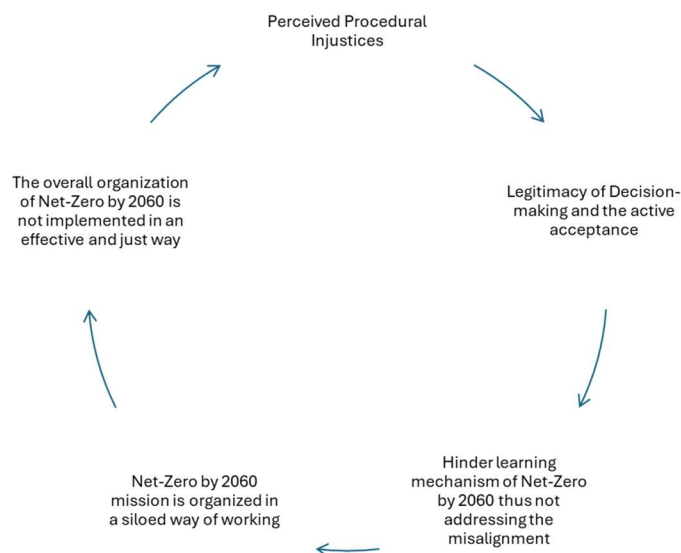 Perceived Procedural
Injustices
Legitimacy of Decision-
making and the active
acceptance
Hinder learning
mechanism of Net-Zero
by 2060 thus not
addressing the
misalignment
Net-Zero by 2060
mission is organized in
a siloed way of working
The overall organization
of Net-Zero by 2060 is
not implemented in an
effective and just way